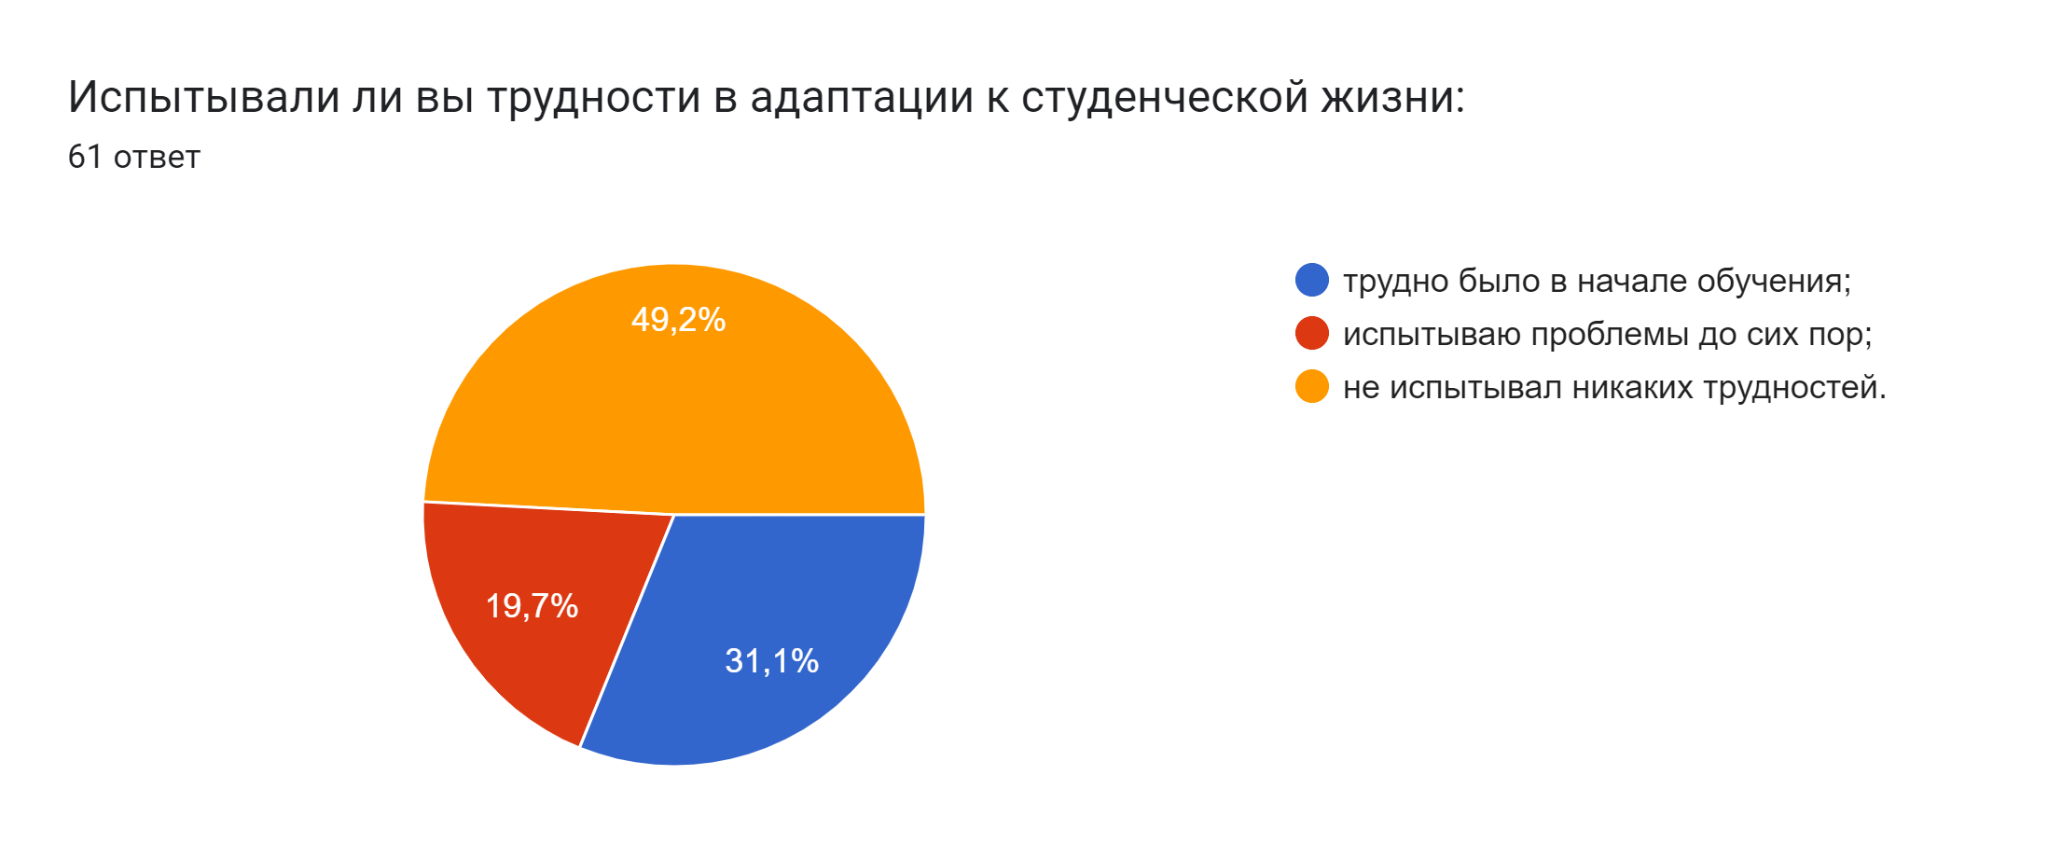 Испытывали ли вы трудности в адаптации к студенческой жизни:
61 ответ
49,2%
19,7%
31,1%
трудно было в начале обучения;
испытываю проблемы до сих пор;
не испытывал никаких трудностей.